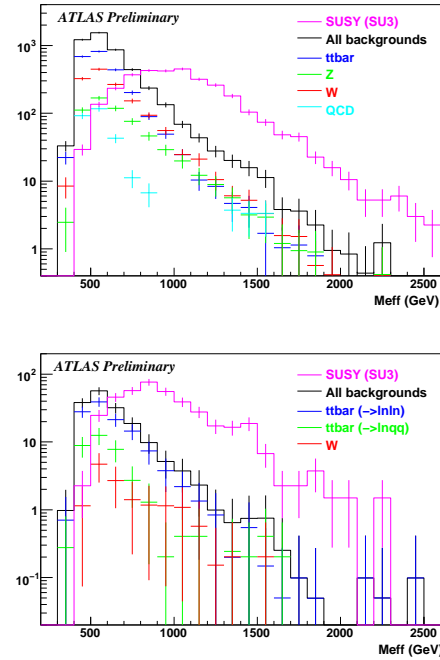 ATLAS Preliminary
SUSY (SU3)
All backgrounds
ttbar
Z
W
QCD
10³
10²
10
1
500 1000 1500 2000 2500
Meff (GeV)
ATLAS Preliminary
SUSY (SU3)
All backgrounds
ttbar (->lnln)
ttbar (->lnqq)
W
10²
10
1
10⁻¹
500 1000 1500 2000 2500
Meff (GeV)